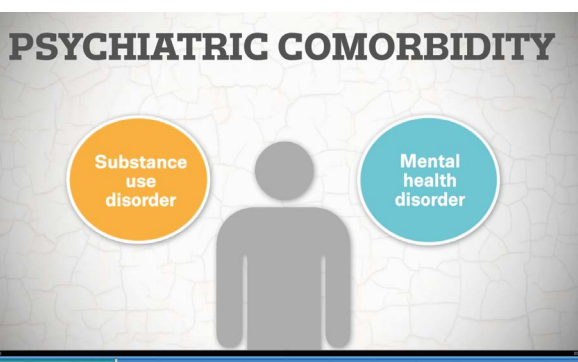 PSYCHIATRIC COMORBIDITY
Substance
use
disorder
Mental
health
disorder